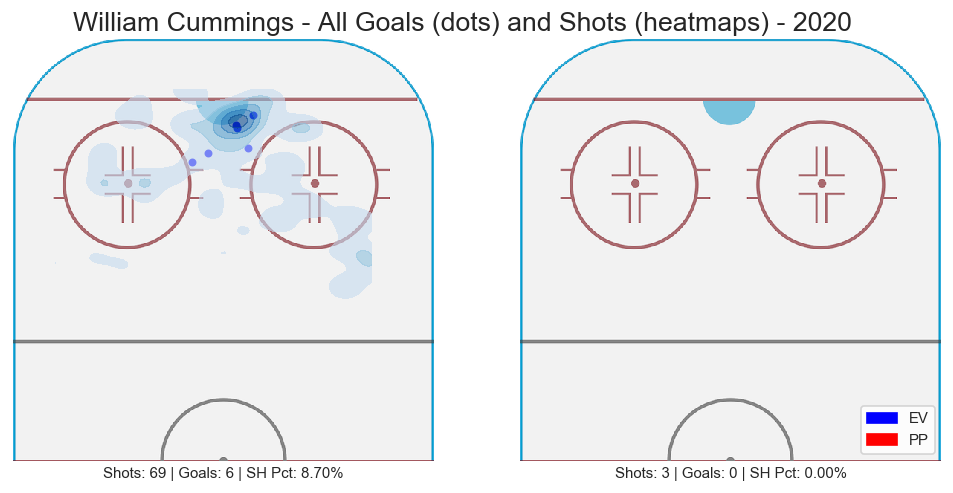 William Cummings - All Goals (dots) and Shots (heatmaps) - 2020
EV
PP
Shots: 69 | Goals: 6 | SH Pct: 8.70%
Shots: 3 | Goals: 0 | SH Pct: 0.00%